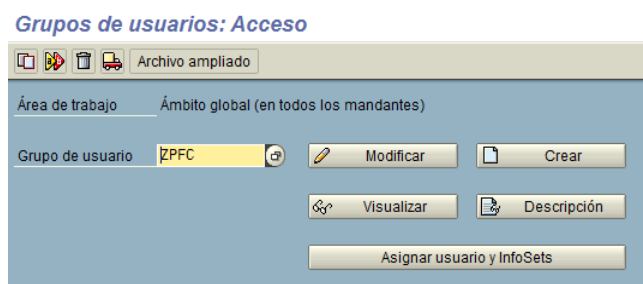 Grupos de usuarios: Acceso
Archivo ampliado
Área de trabajo Ámbito global (en todos los mandantes)
Grupo de usuario ZPFC Modificar Crear
Visualizar Descripción
Asignar usuario y InfoSets